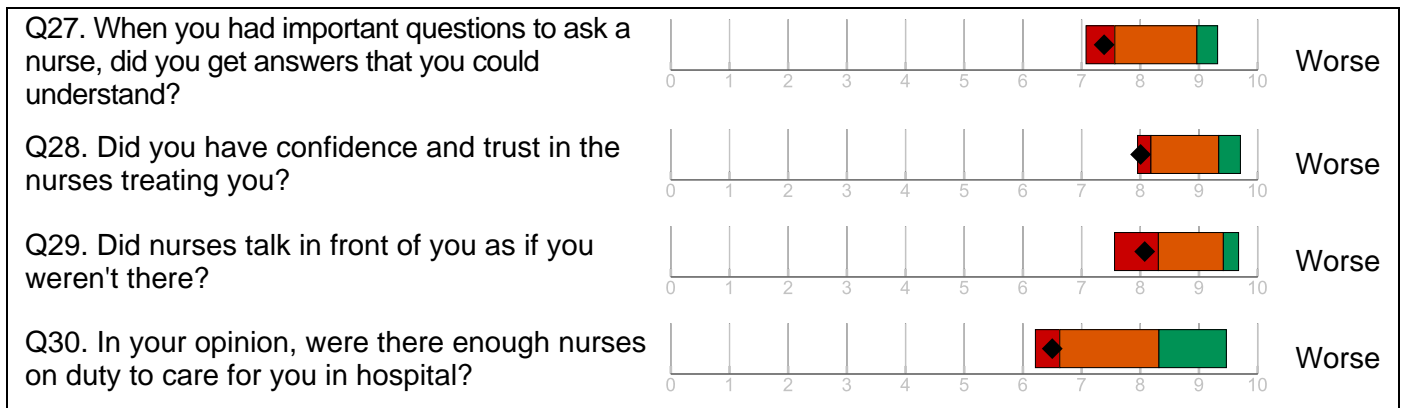 Q27. When you had important questions to ask a
nurse, did you get answers that you could
understand?
0 1 2 3 4 5 6 7 8 9 10
Worse
Q28. Did you have confidence and trust in the
nurses treating you?
0 1 2 3 4 5 6 7 8 9 10
Worse
Q29. Did nurses talk in front of you as if you
weren't there?
0 1 2 3 4 5 6 7 8 9 10
Worse
Q30. In your opinion, were there enough nurses
on duty to care for you in hospital?
0 1 2 3 4 5 6 7 8 9 10
Worse